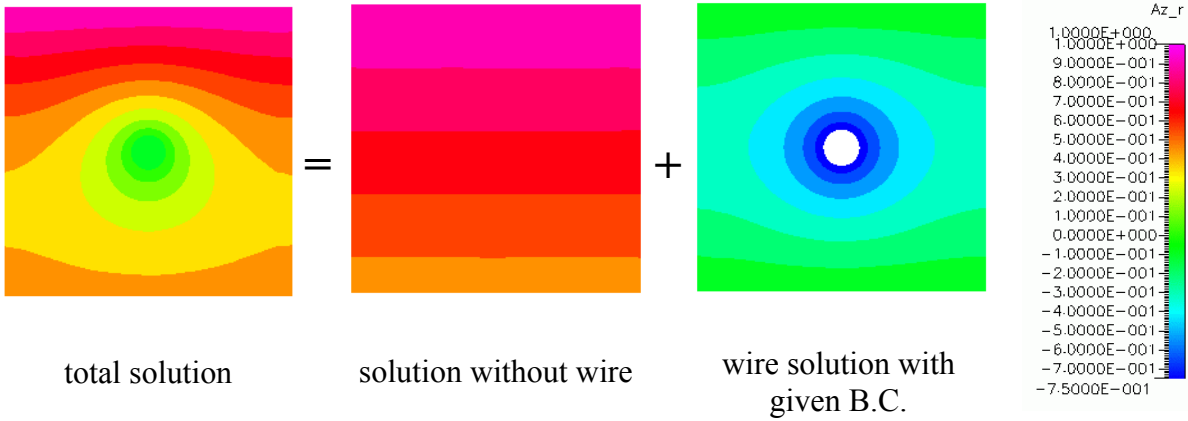 Az_r
1.0000E+000
1.0000E+000
9.0000E-001
8.0000E-001
7.0000E-001
6.0000E-001
5.0000E-001
4.0000E-001
3.0000E-001
2.0000E-001
1.0000E-001
0.0000E+000
-1.0000E-001
-2.0000E-001
-3.0000E-001
-4.0000E-001
-5.0000E-001
-6.0000E-001
-7.0000E-001
-7.5000E-001
= +
total solution
solution without wire
wire solution with
given B.C.